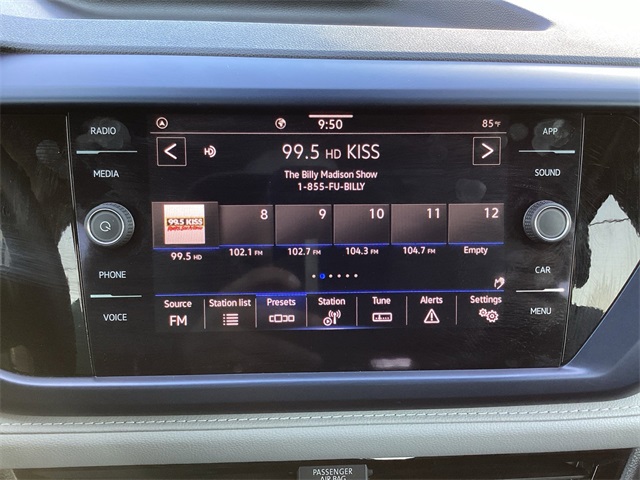 9:50
85°F
RADIO
MEDIA
PHONE
VOICE
APP
SOUND
CAR
MENU
< 99.5 HD KISS >
The Billy Madison Show
1-855-FU-BILLY
99.5 KISS
8 9 10 11 12
99.5 HD 102.1 FM 102.7 FM 104.3 FM 104.7 FM Empty
Source Station list Presets Station Tune Alerts Settings
FM
PASSENGER
AIR BAG